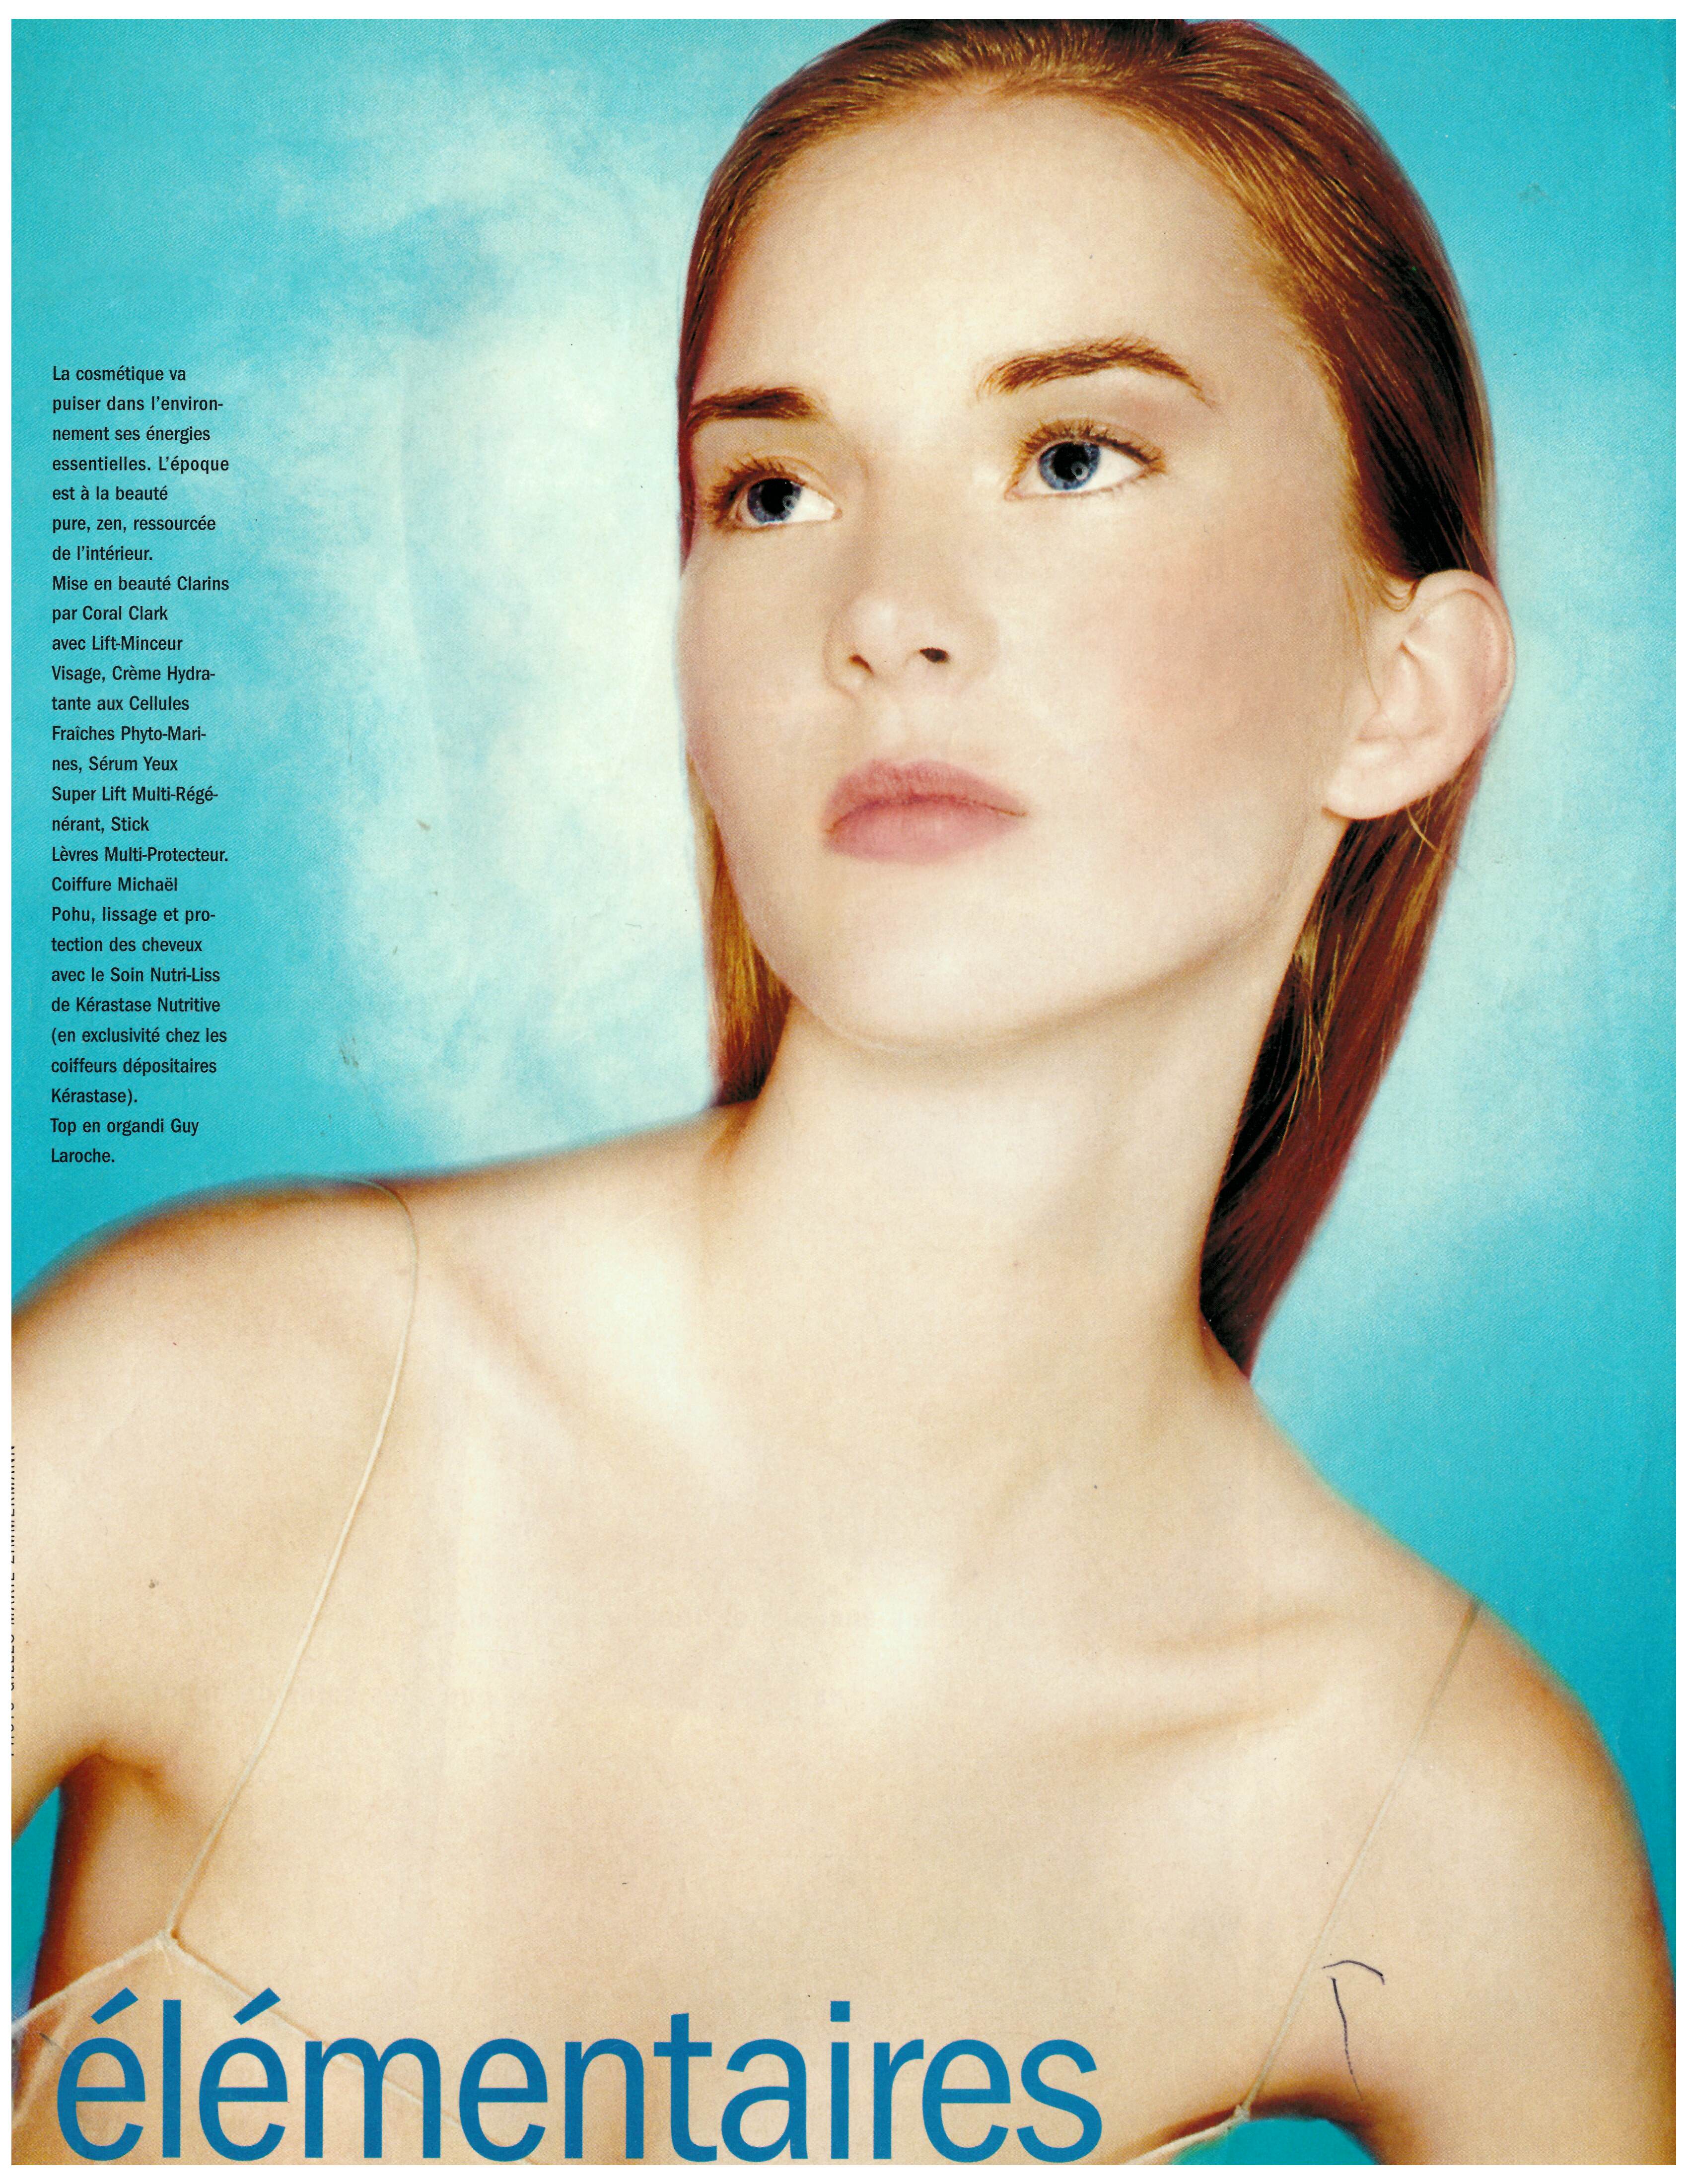 La cosmétique va
puiser dans l'environ-
nement ses énergies
essentielles. L'époque
est à la beauté
pure, zen, ressourcée
de l'intérieur.
Mise en beauté Clarins
par Coral Clark
avec Lift-Minceur
Visage, Crème Hydra-
tante aux Cellules
Fraîches Phyto-Mari-
nes, Sérum Yeux
Super Lift Multi-Régé-
nérant, Stick
Lèvres Multi-Protecteur.
Coiffure Michaël
Pohu, lissage et pro-
tection des cheveux
avec le Soin Nutri-Liss
de Kérastase Nutritive
(en exclusivité chez les
coiffeurs dépositaires
Kérastase).
Top en organdi Guy
Laroche.
élémentaires